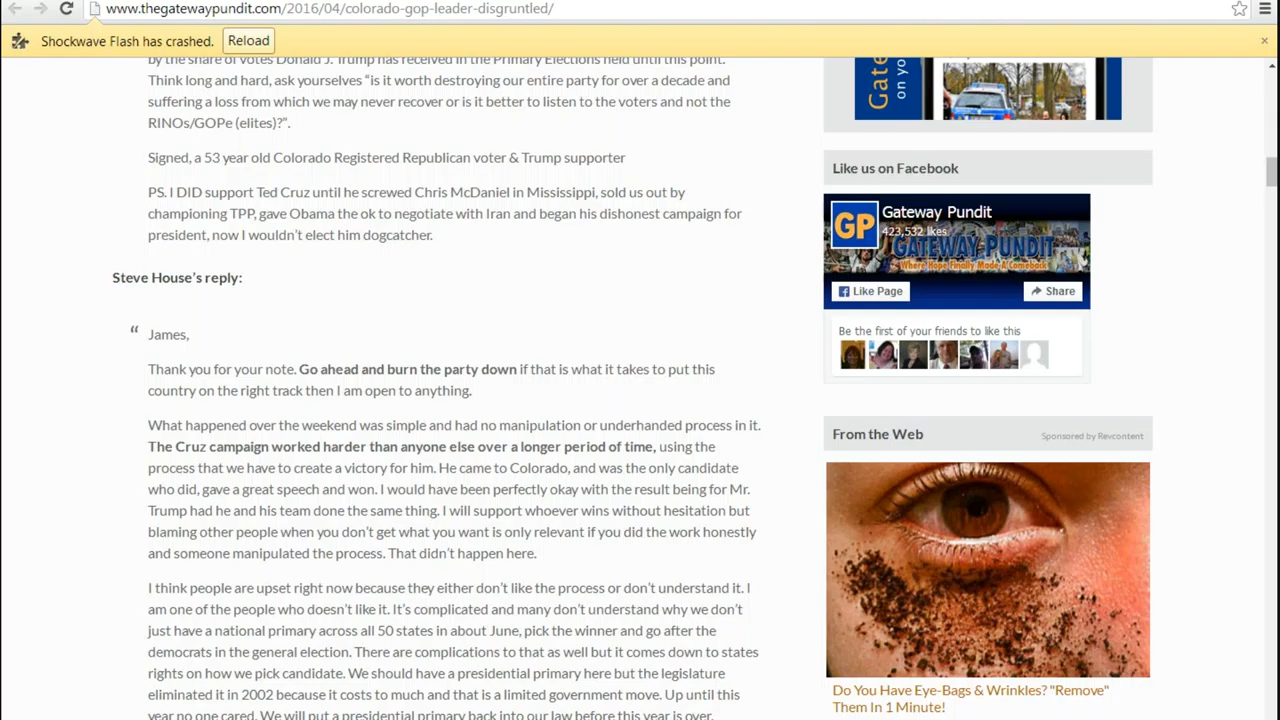 www.thegatewaypundit.com/2016/04/colorado-gop-leader-disgruntled/
Shockwave Flash has crashed. Reload ×
by the share of votes Donald J. Trump has received in the Primary Elections held until this point.
Think long and hard, ask yourselves “is it worth destroying our entire party for over a decade and
suffering a loss from which we may never recover or is it better to listen to the voters and not the
RINOs/GOPe (elites)?”.
Signed, a 53 year old Colorado Registered Republican voter & Trump supporter
PS. I DID support Ted Cruz until he screwed Chris McDaniel in Mississippi, sold us out by
championing TPP, gave Obama the ok to negotiate with Iran and began his dishonest campaign for
president, now I wouldn’t elect him dogcatcher.
Steve House’s reply:
“ James,
Thank you for your note. Go ahead and burn the party down if that is what it takes to put this
country on the right track then I am open to anything.
What happened over the weekend was simple and had no manipulation or underhanded process in it.
The Cruz campaign worked harder than anyone else over a longer period of time, using the
process that we have to create a victory for him. He came to Colorado, and was the only candidate
who did, gave a great speech and won. I would have been perfectly okay with the result being for Mr.
Trump had he and his team done the same thing. I will support whoever wins without hesitation but
blaming other people when you don’t get what you want is only relevant if you did the work honestly
and someone manipulated the process. That didn’t happen here.
I think people are upset right now because they either don’t like the process or don’t understand it. I
am one of the people who doesn’t like it. It’s complicated and many don’t understand why we don’t
just have a national primary across all 50 states in about June, pick the winner and go after the
democrats in the general election. There are complications to that as well but it comes down to states
rights on how we pick candidate. We should have a presidential primary here but the legislature
eliminated it in 2002 because it costs to much and that is a limited government move. Up until this
year no one cared. We will put a presidential primary back into our law before this year is over.
Gate
on yo
Like us on Facebook
GP
Gateway Pundit
423,532 likes
GATEWAY PUNDIT
Where Hope Finally Made A Comeback
Like Page
Share
Be the first of your friends to like this
From the Web
Sponsored by Revcontent
Do You Have Eye-Bags & Wrinkles? "Remove"
Them In 1 Minute!